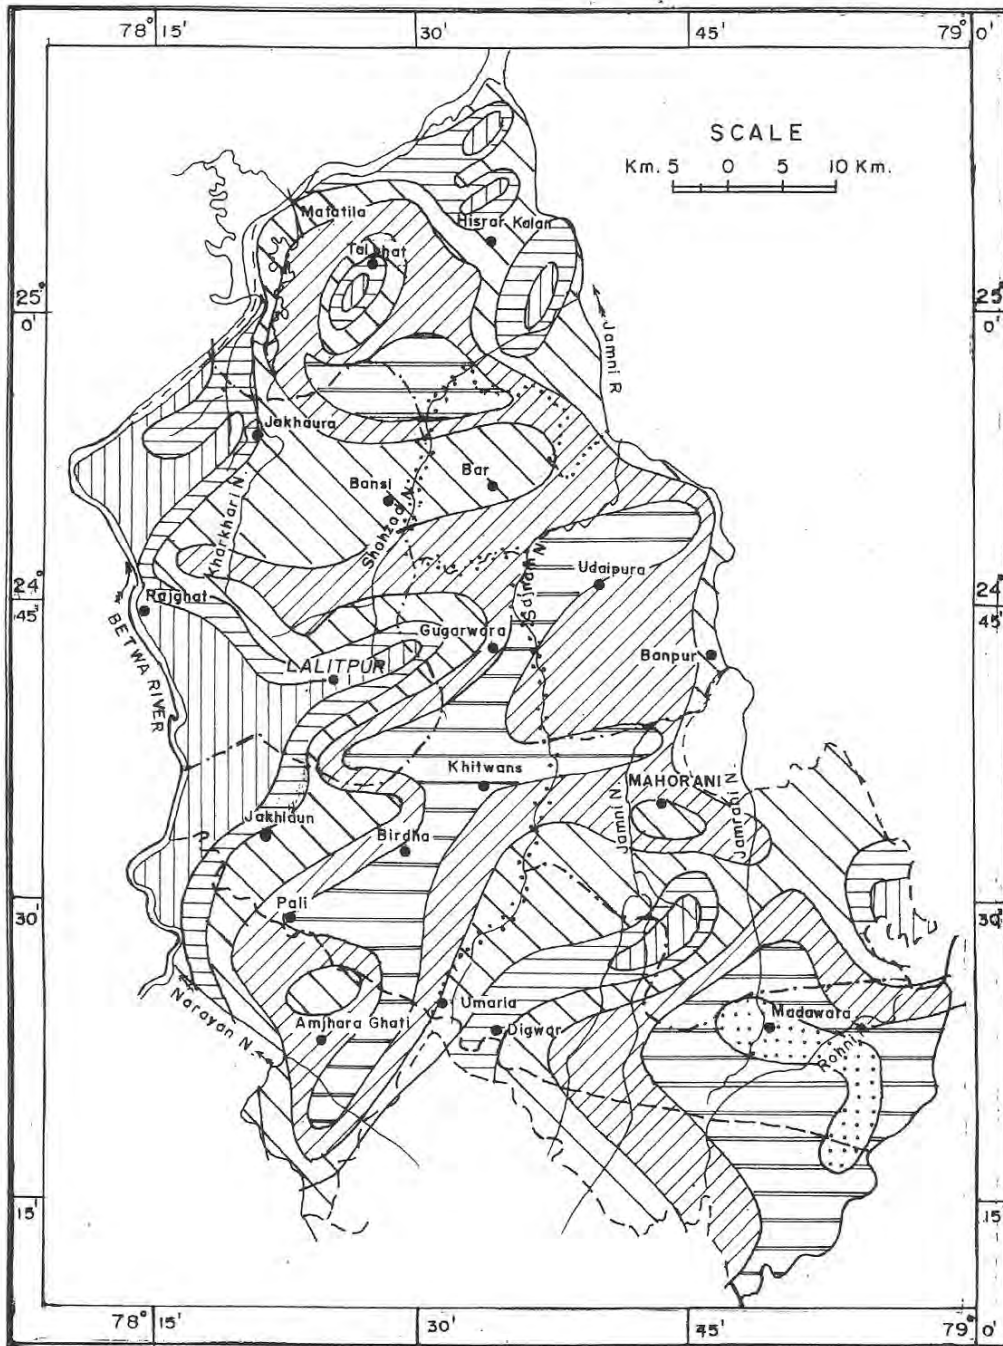 78° 15' 30' 45' 79° 0'
SCALE
Km. 5 0 5 10 Km.
Matatila
Hisrar Kalan
Tal hat
25° 0'
25° 0'
Jamni R
Jakhaura
Bansi
Bar
Kharkhari N.
Shahzad N.
Udaipura
24° 45'
24° 45'
Rajghat
Gugarwara
Banpur
LALITPUR
BETWA RIVER
Khitwans
MAHORANI
Jamni N.
Jamrani N.
Jakhlaun
Birdha
Pali
30'
30'
Narayan N.
Umaria
Madawara
Amjhara Ghati
Digwar
Rohni
15'
15'
78° 15' 30' 45' 79° 0'